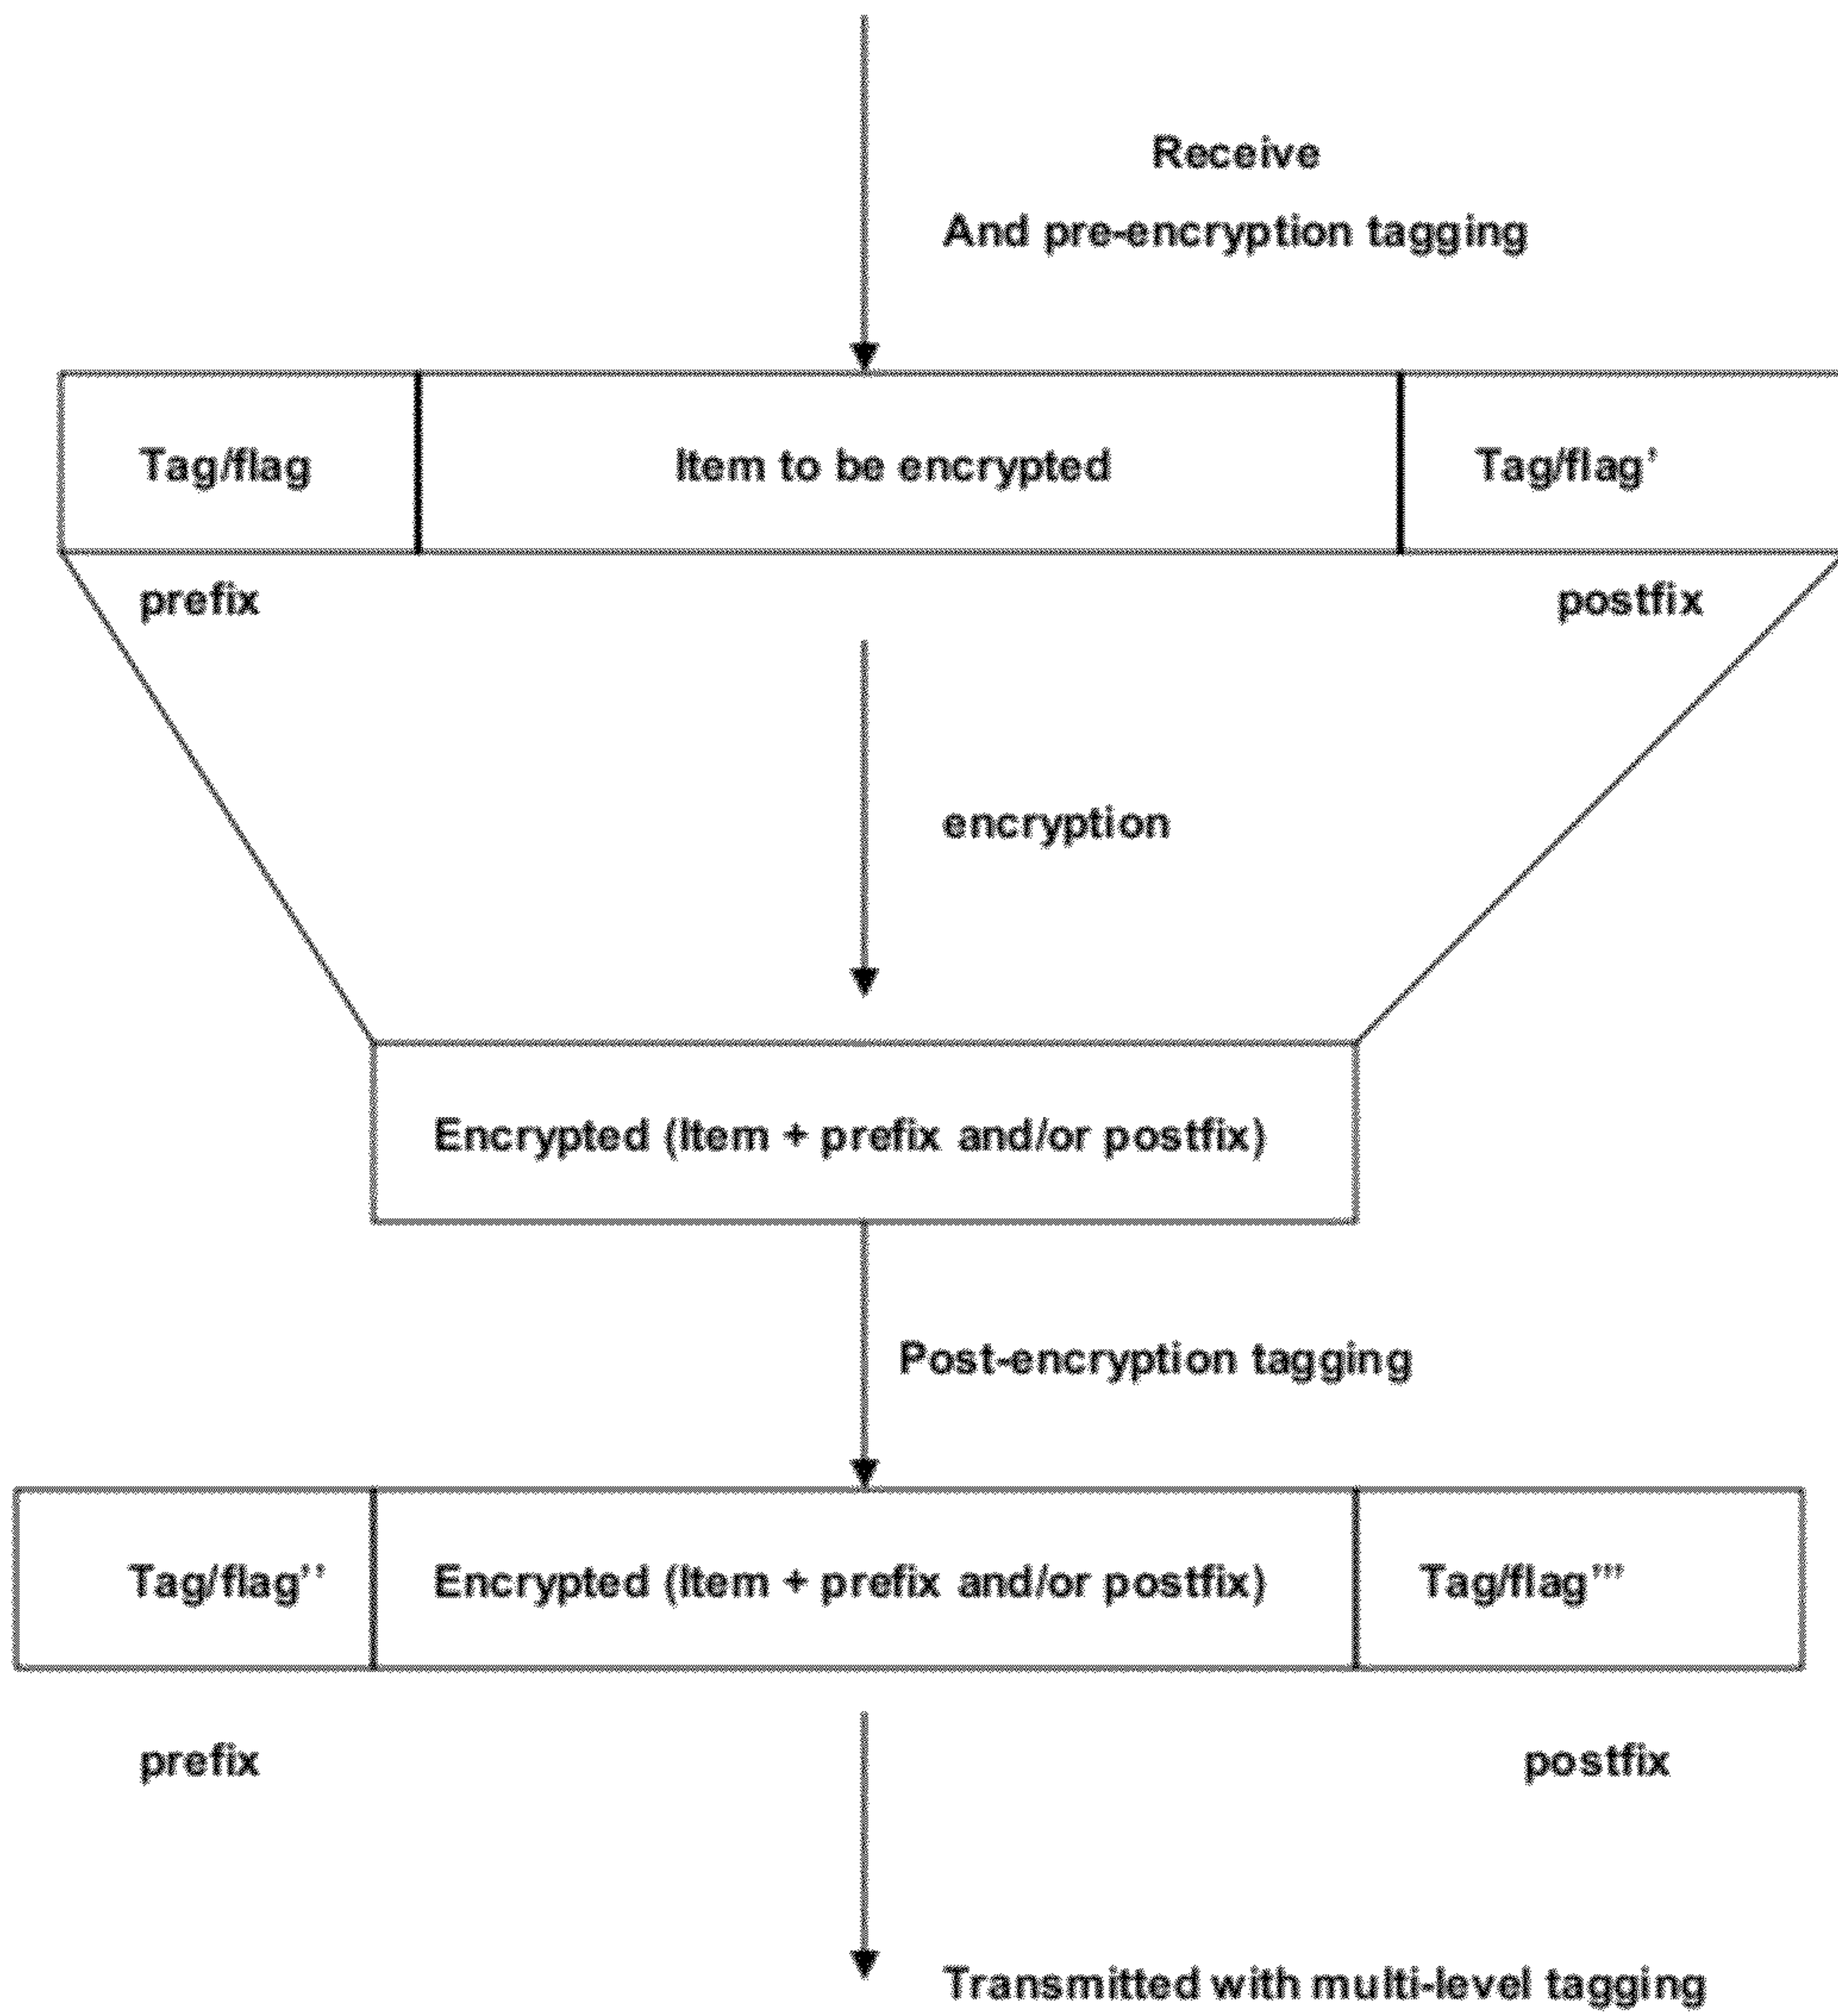 Receive
And pre-encryption tagging
Tag/flag
Item to be encrypted
Tag/flag'
prefix
postfix
encryption
Encrypted (Item + prefix and/or postfix)
Post-encryption tagging
Tag/flag''
Encrypted (Item + prefix and/or postfix)
Tag/flag'''
prefix
postfix
Transmitted with multi-level tagging